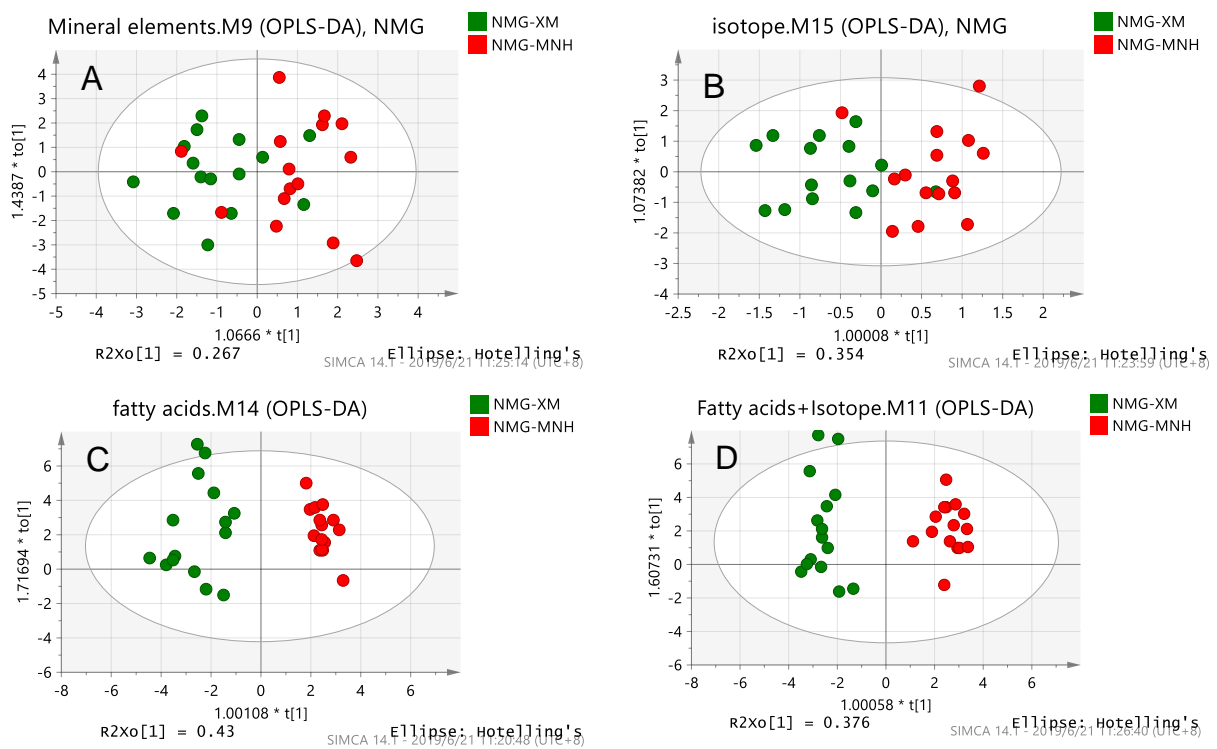 Mineral elements.M9 (OPLS-DA), NMG
NMG-XM
NMG-MNH
A
1.4387 * to[1]
4
3
2
1
0
-1
-2
-3
-4
-5
-5 -4 -3 -2 -1 0 1 2 3 4
1.0666 * t[1]
R2Xo[1] = 0.267
Ellipse: Hotelling's
SIMCA 14.1 - 2019/6/21 11:25:14 (UTC+8)
isotope.M15 (OPLS-DA), NMG
NMG-XM
NMG-MNH
B
1.07382 * to[1]
3
2
1
0
-1
-2
-3
-4
-2.5 -2 -1.5 -1 -0.5 0 0.5 1 1.5 2
1.00008 * t[1]
R2Xo[1] = 0.354
Ellipse: Hotelling's
SIMCA 14.1 - 2019/6/21 11:23:59 (UTC+8)
fatty acids.M14 (OPLS-DA)
NMG-XM
NMG-MNH
C
1.71694 * to[1]
6
4
2
0
-2
-4
-6
-8 -6 -4 -2 0 2 4 6
1.00108 * t[1]
R2Xo[1] = 0.43
Ellipse: Hotelling's
SIMCA 14.1 - 2019/6/21 11:20:48 (UTC+8)
Fatty acids+Isotope.M11 (OPLS-DA)
NMG-XM
NMG-MNH
D
1.60731 * to[1]
6
4
2
0
-2
-4
-6
-8 -6 -4 -2 0 2 4 6
1.00058 * t[1]
R2Xo[1] = 0.376
Ellipse: Hotelling's
SIMCA 14.1 - 2019/6/21 11:26:40 (UTC+8)